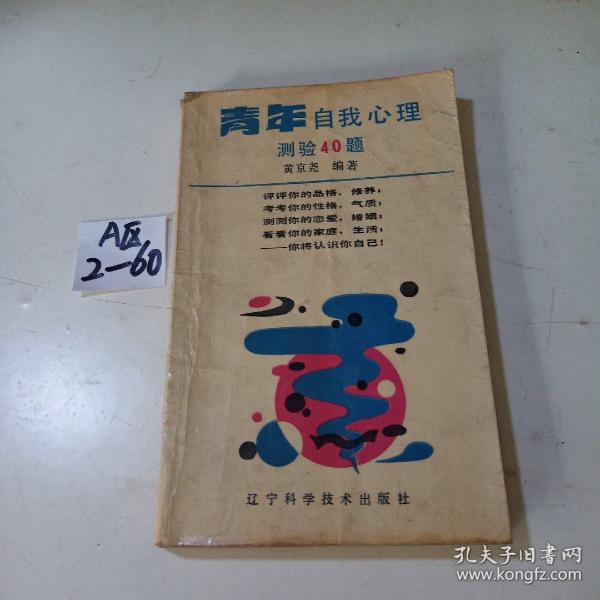 青年自我心理
测验40题
黄京尧 编著
评评你的品格、修养;
考考你的性格、气质;
测测你的恋爱、婚姻;
看看你的家庭、生活;
——你将认识你自己!
辽宁科学技术出版社
A区
2-60
孔夫子旧书网
www.kongfz.com